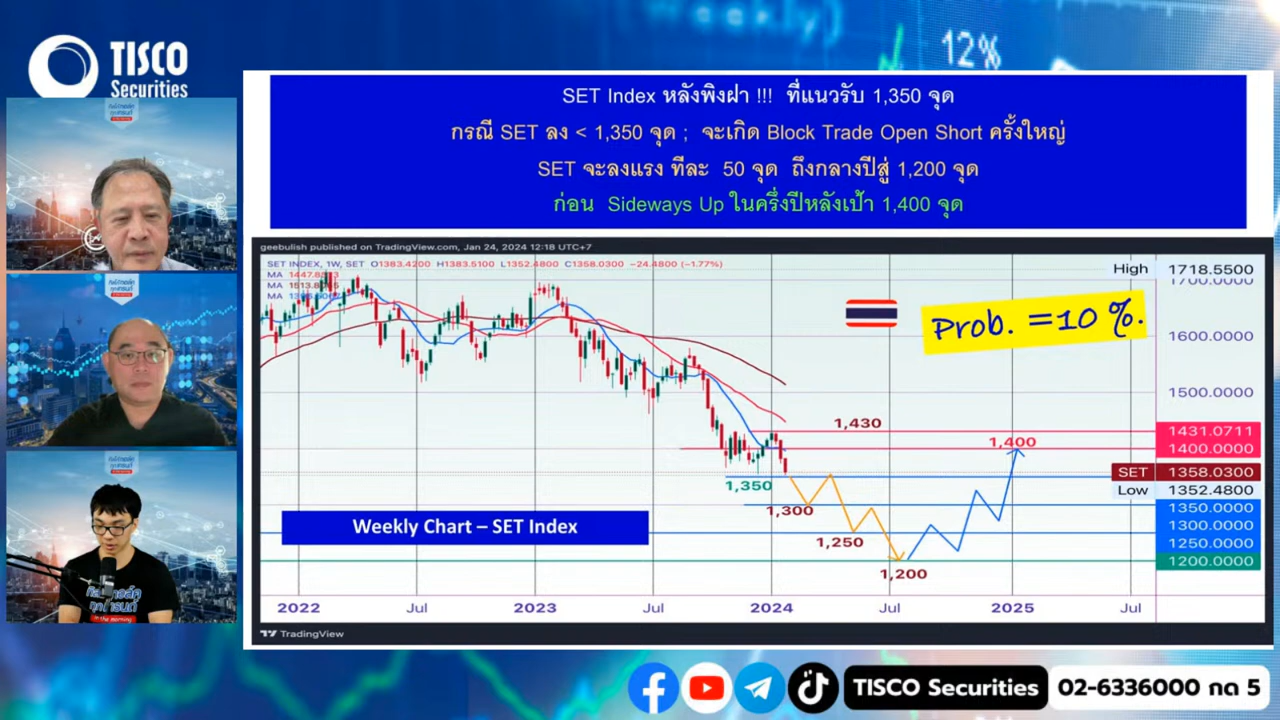 TISCO
Securities
12%
SET Index หลังพิงฝา !!! ที่แนวรับ 1,350 จุด
กรณี SET ลง < 1,350 จุด ; จะเกิด Block Trade Open Short ครั้งใหญ่
SET จะลงแรง ทีละ 50 จุด ถึงกลางปีสู่ 1,200 จุด
ก่อน Sideways Up ในครึ่งปีหลังเป้า 1,400 จุด
geebulish published on TradingView.com, Jan 24, 2024 12:18 UTC+7
SET INDEX, 1W, SET O1383.4200 H1383.5100 L1352.4800 C1358.0300 −24.4800 (−1.77%)
MA
MA
MA
High 1718.5500
1700.0000
Prob. = 10 %.
1600.0000
1500.0000
1,430
1431.0711
1,400
1400.0000
SET 1358.0300
Low 1352.4800
1,350
1350.0000
1,300
1300.0000
Weekly Chart – SET Index
1,250
1250.0000
1200.0000
1,200
2022 Jul 2023 Jul 2024 Jul 2025 Jul
TradingView
TISCO Securities 02-6336000 กด 5